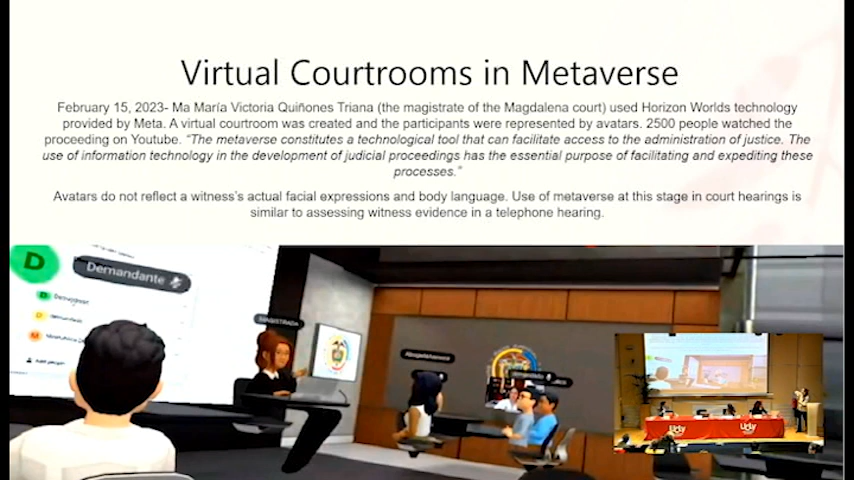 Virtual Courtrooms in Metaverse
February 15, 2023- Ma María Victoria Quiñones Triana (the magistrate of the Magdalena court) used Horizon Worlds technology
provided by Meta. A virtual courtroom was created and the participants were represented by avatars. 2500 people watched the
proceeding on Youtube. “The metaverse constitutes a technological tool that can facilitate access to the administration of justice. The
use of information technology in the development of judicial proceedings has the essential purpose of facilitating and expediting these
processes.”
Avatars do not reflect a witness’s actual facial expressions and body language. Use of metaverse at this stage in court hearings is
similar to assessing witness evidence in a telephone hearing.
D
Demandante
D
MAGISTRADA